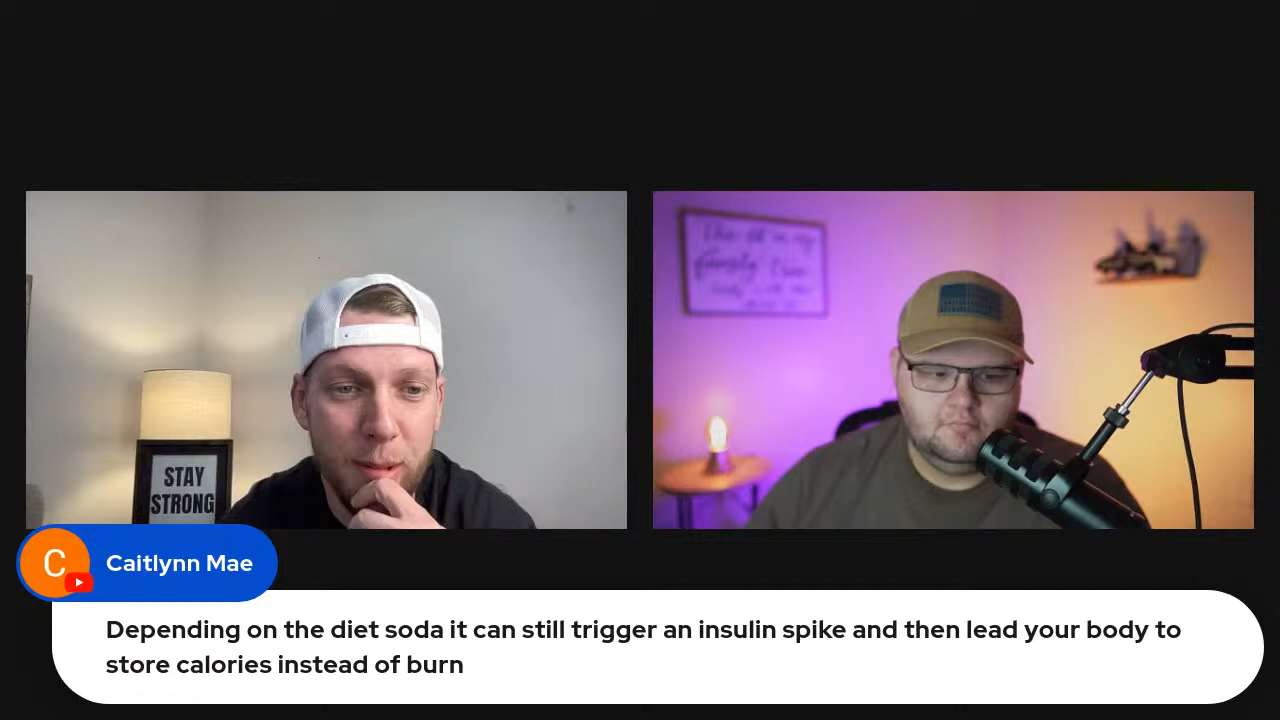 STAY
STRONG
C
Caitlynn Mae
Depending on the diet soda it can still trigger an insulin spike and then lead your body to
store calories instead of burn